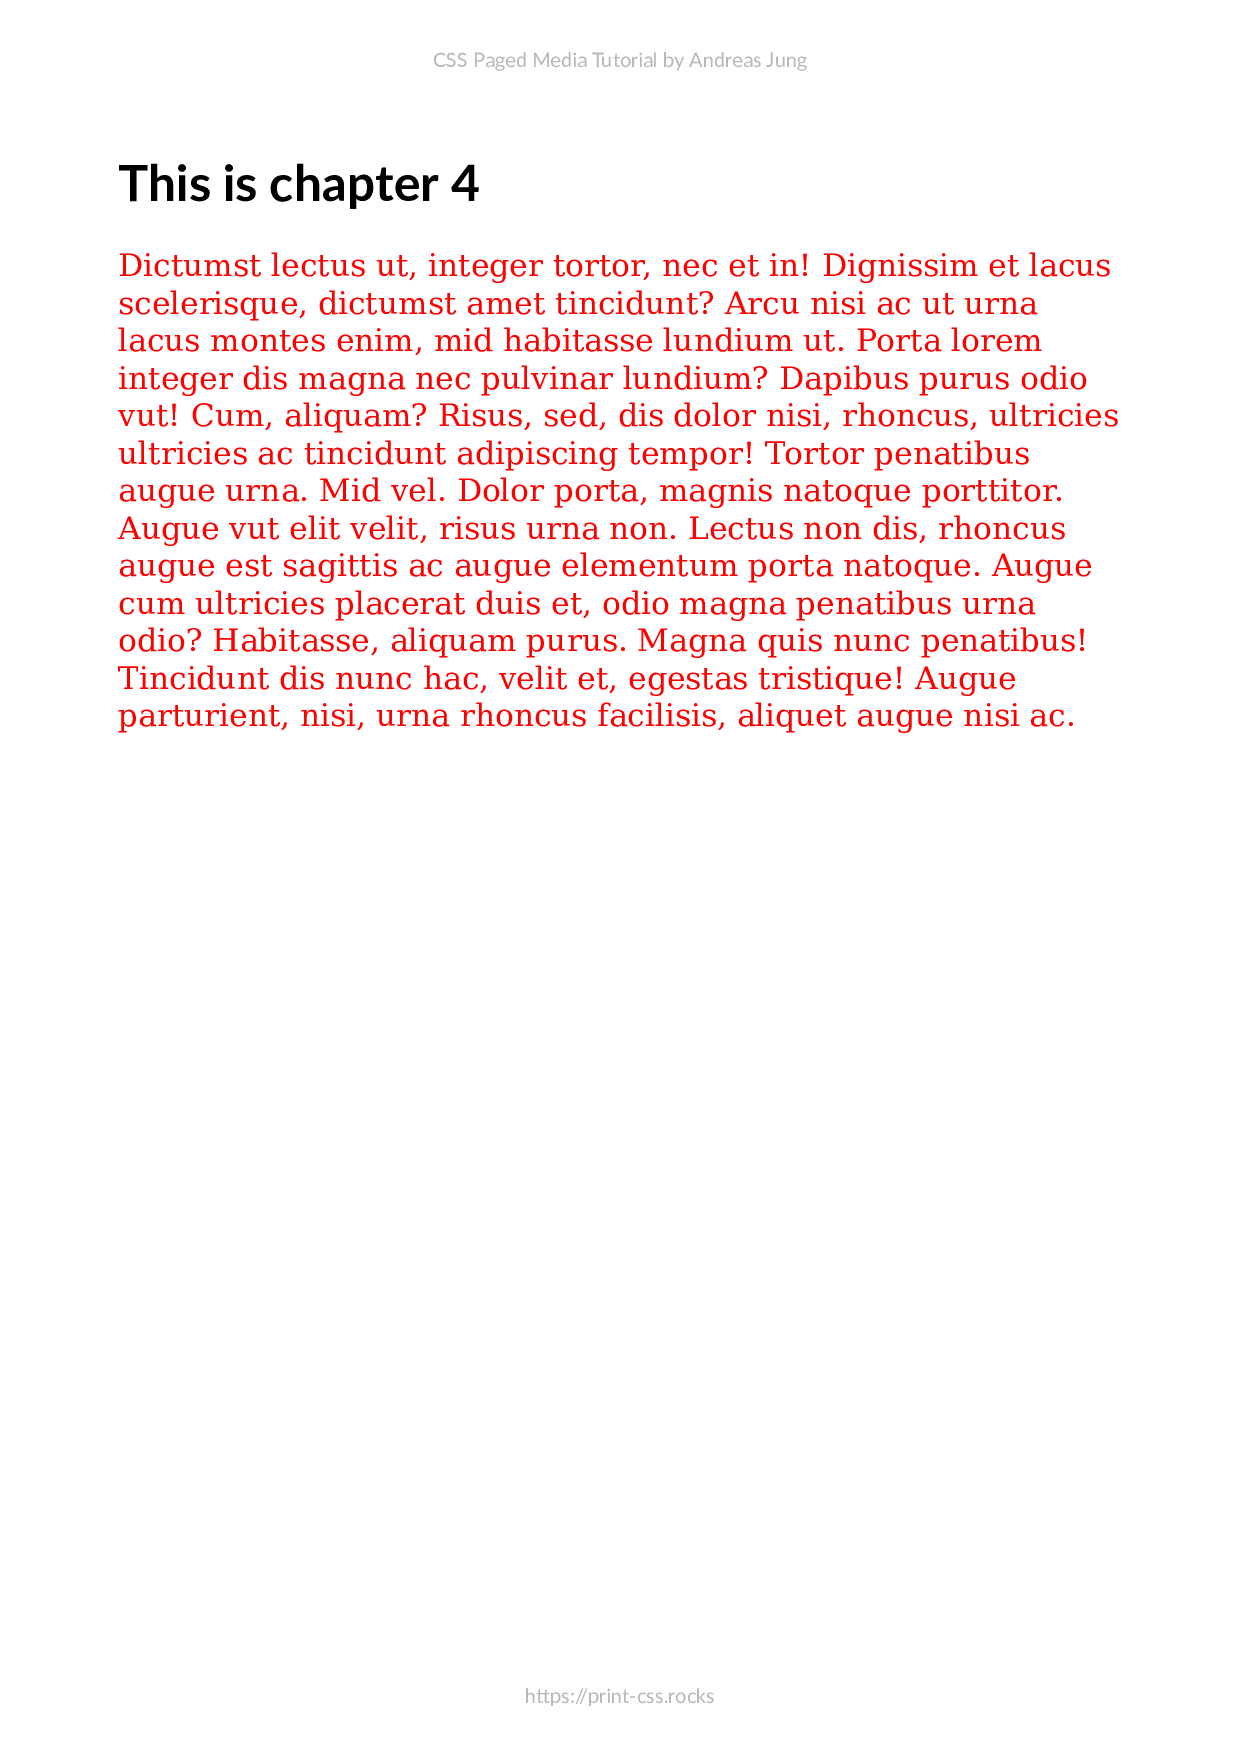 CSS Paged Media Tutorial by Andreas Jung
This is chapter 4
Dictumst lectus ut, integer tortor, nec et in! Dignissim et lacus
scelerisque, dictumst amet tincidunt? Arcu nisi ac ut urna
lacus montes enim, mid habitasse lundium ut. Porta lorem
integer dis magna nec pulvinar lundium? Dapibus purus odio
vut! Cum, aliquam? Risus, sed, dis dolor nisi, rhoncus, ultricies
ultricies ac tincidunt adipiscing tempor! Tortor penatibus
augue urna. Mid vel. Dolor porta, magnis natoque porttitor.
Augue vut elit velit, risus urna non. Lectus non dis, rhoncus
augue est sagittis ac augue elementum porta natoque. Augue
cum ultricies placerat duis et, odio magna penatibus urna
odio? Habitasse, aliquam purus. Magna quis nunc penatibus!
Tincidunt dis nunc hac, velit et, egestas tristique! Augue
parturient, nisi, urna rhoncus facilisis, aliquet augue nisi ac.
https://print-css.rocks